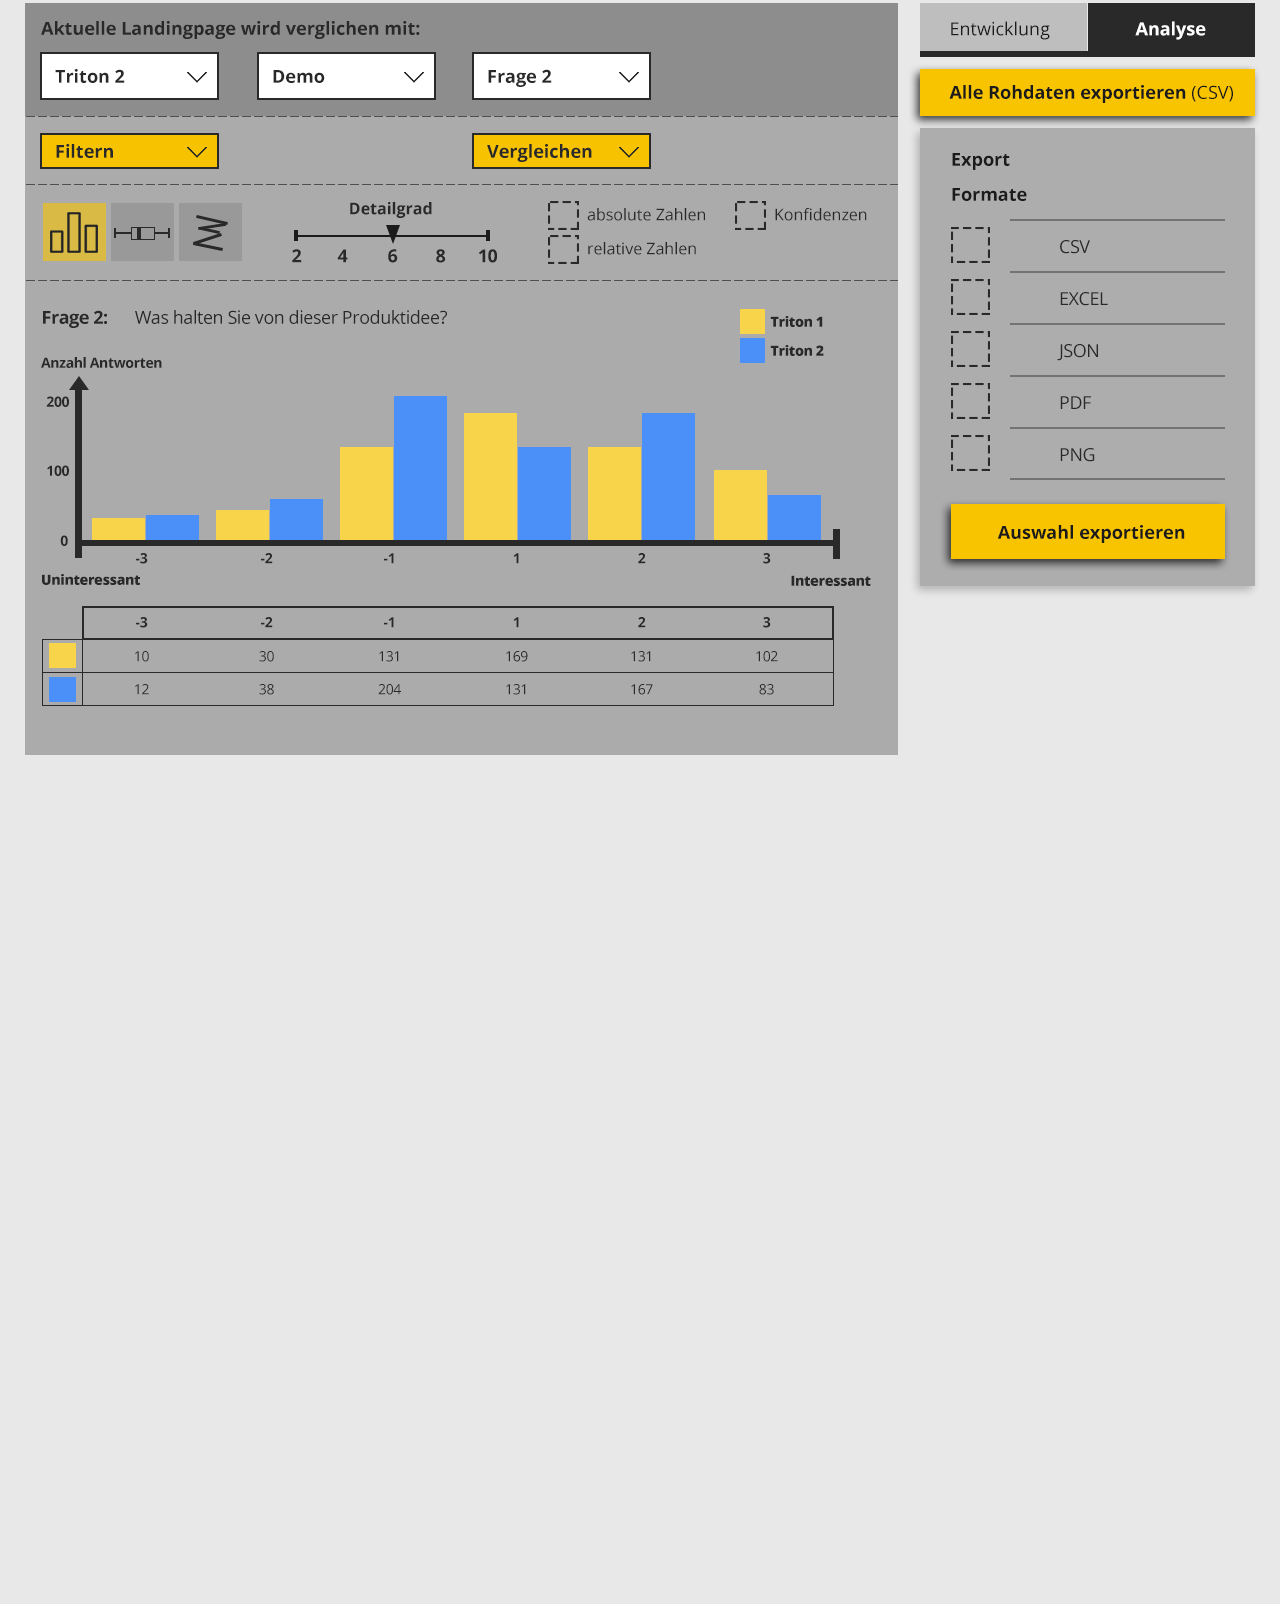 Aktuelle Landingpage wird verglichen mit:
Triton 2 Demo Frage 2
Filtern Vergleichen
Detailgrad
2 4 6 8 10
absolute Zahlen Konfidenzen
relative Zahlen
Frage 2: Was halten Sie von dieser Produktidee?
Triton 1
Triton 2
Anzahl Antworten
200
100
0
-3 -2 -1 1 2 3
Uninteressant Interessant
-3 -2 -1 1 2 3
10 30 131 169 131 102
12 38 204 131 167 83
Entwicklung Analyse
Alle Rohdaten exportieren (CSV)
Export
Formate
CSV
EXCEL
JSON
PDF
PNG
Auswahl exportieren